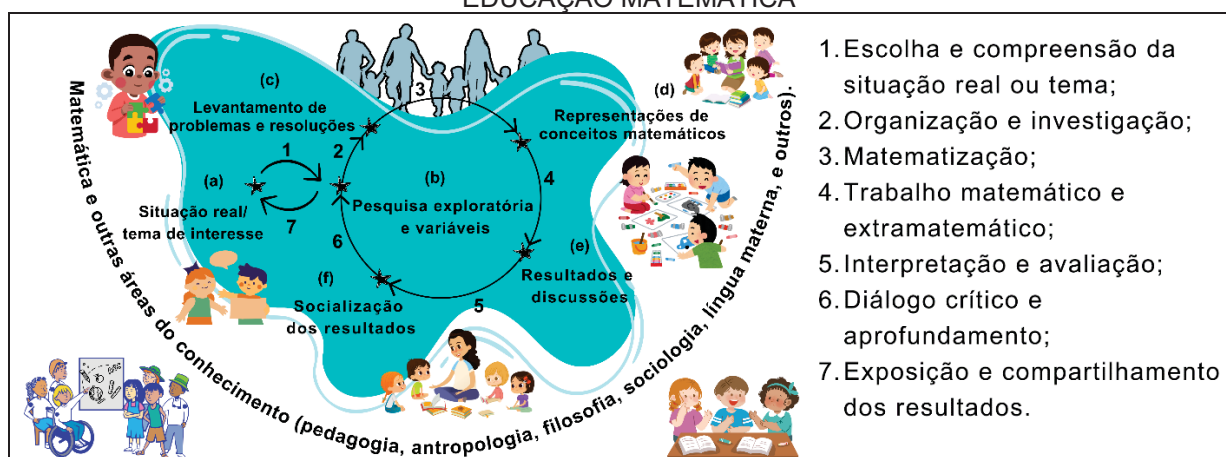 EDUCAÇÃO MATEMÁTICA
(c)
Levantamento de
problemas e resoluções
3
(d)
Representações de
conceitos matemáticos
1
2
(a)
(b)
4
Situação real/
tema de interesse
7
Pesquisa exploratória
e variáveis
6
(e)
Resultados e
discussões
(f)
Socialização
dos resultados
5
Matemática e outras áreas do conhecimento (pedagogia, antropologia, filosofia, sociologia, língua materna, e outros).
1. Escolha e compreensão da
situação real ou tema;
2. Organização e investigação;
3. Matematização;
4. Trabalho matemático e
extramatemático;
5. Interpretação e avaliação;
6. Diálogo crítico e
aprofundamento;
7. Exposição e compartilhamento
dos resultados.